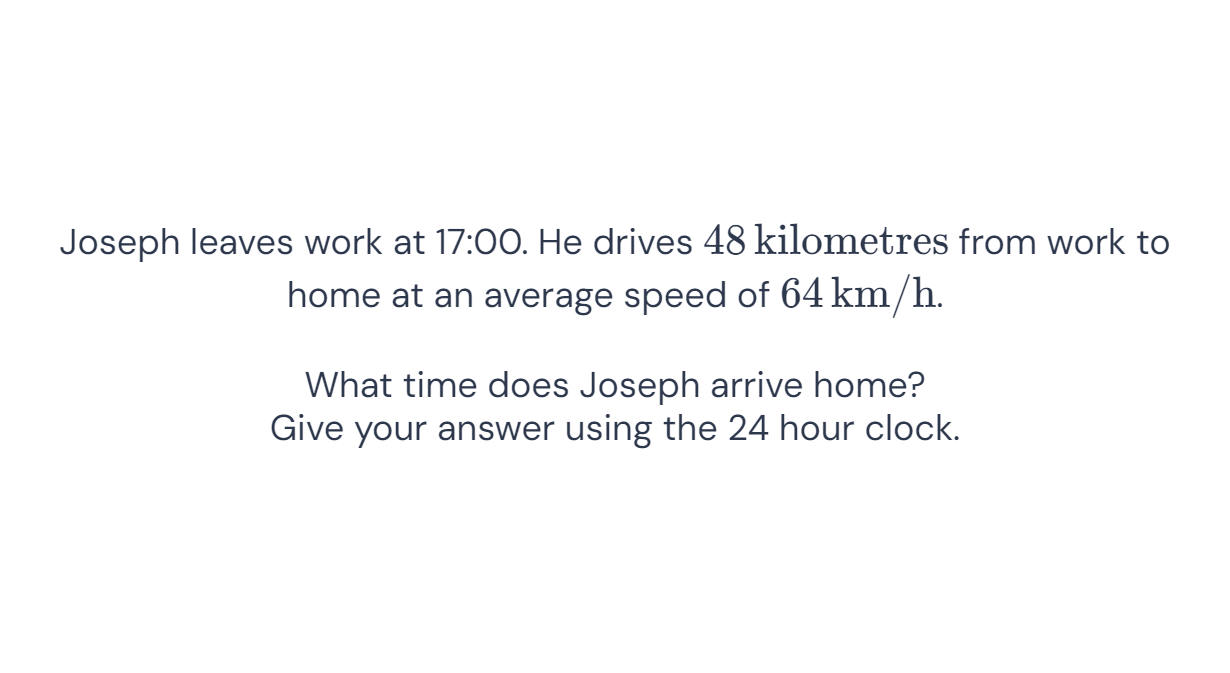 Joseph leaves work at 17:00. He drives 48 kilometres from work to
home at an average speed of 64 km/h.
What time does Joseph arrive home?
Give your answer using the 24 hour clock.